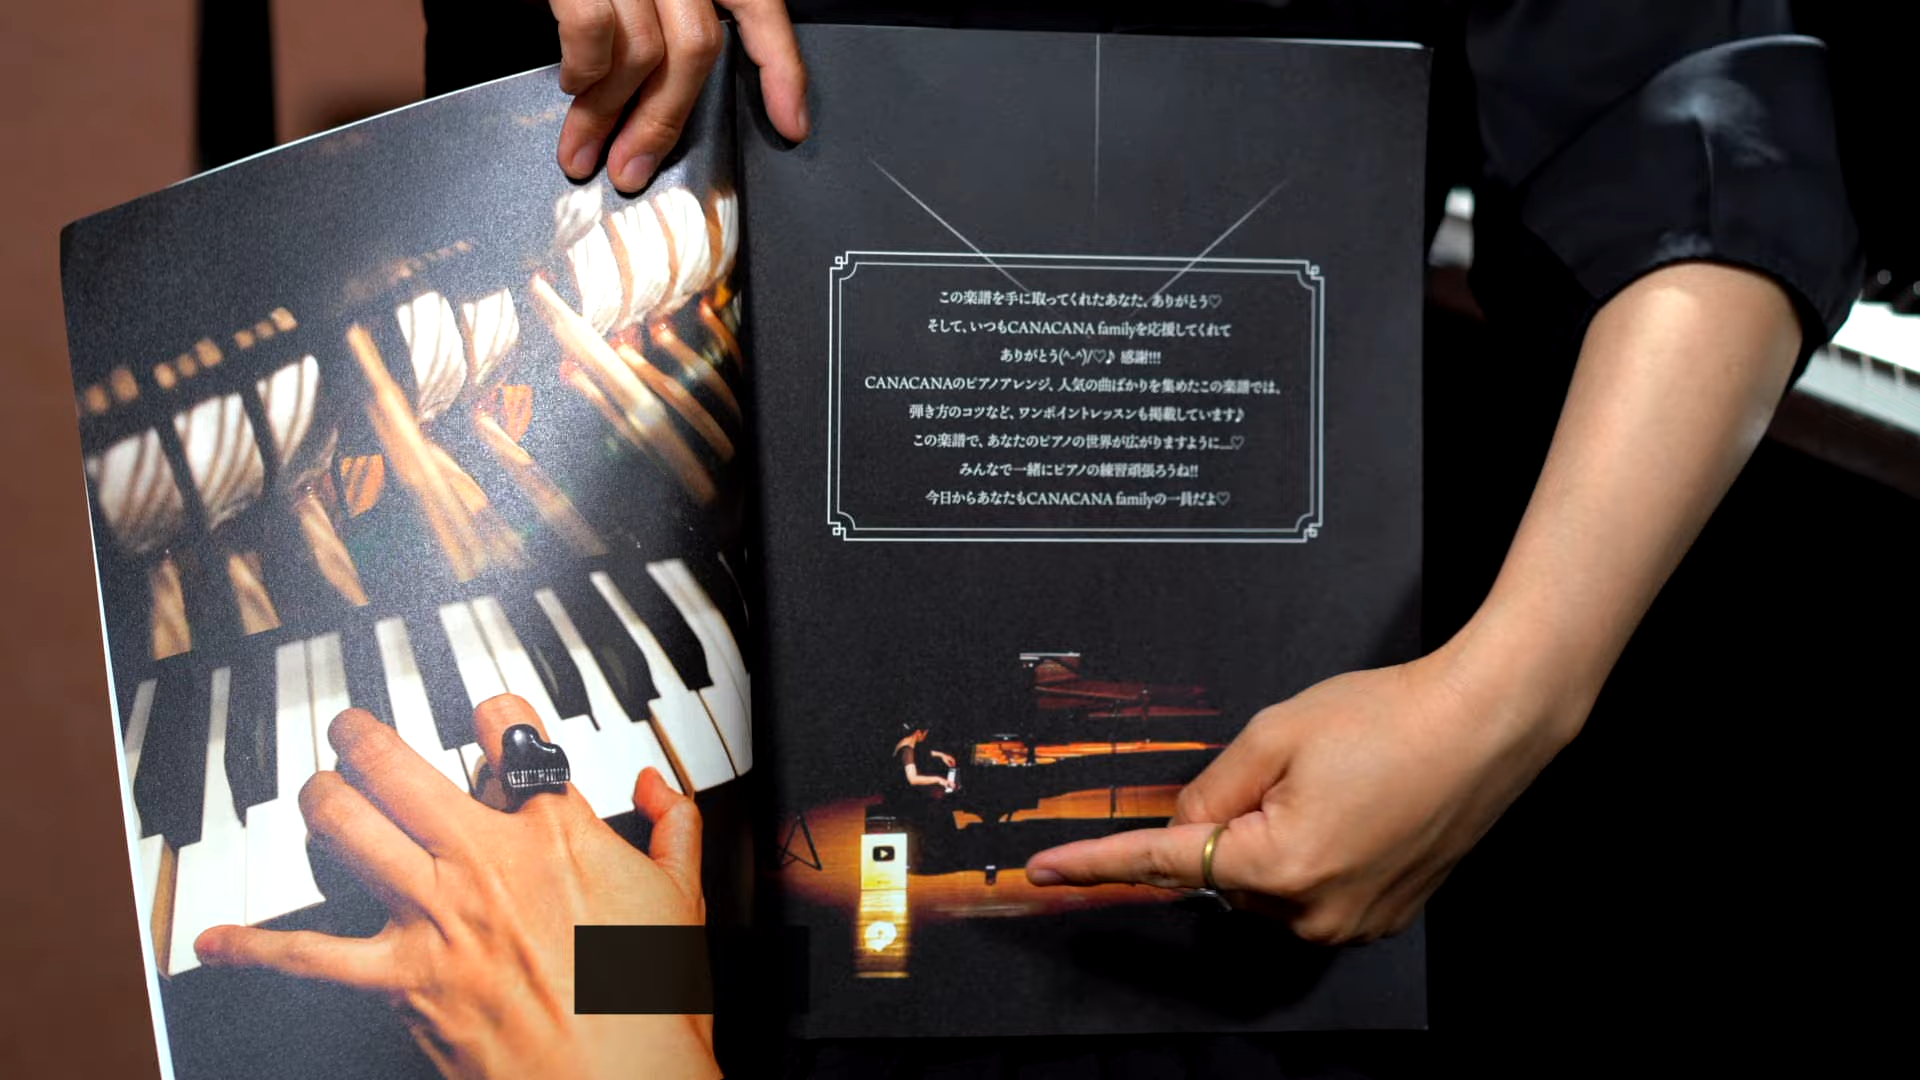 この楽譜を手に取ってくれたあなた、ありがとう♡
そして、いつもCANACANA familyを応援してくれて
ありがとう(^-^)/♡♪ 感謝!!!
CANACANAのピアノアレンジ、人気の曲ばかりを集めたこの楽譜では、
弾き方のコツなど、ワンポイントレッスンも掲載しています♪
この楽譜で、あなたのピアノの世界が広がりますように...♡
みんなで一緒にピアノの練習頑張ろうね!!
今日からあなたもCANACANA familyの一員だよ♡